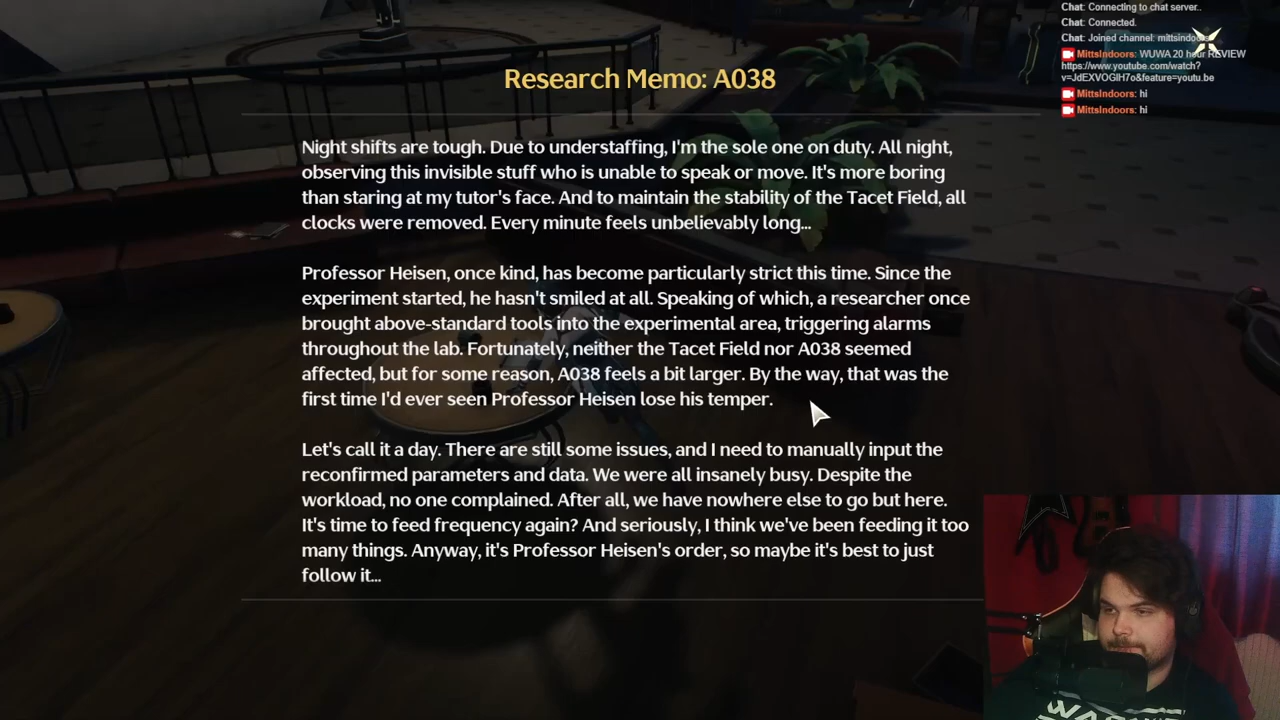 Chat: Connecting to chat server..
Chat: Connected.
Chat: Joined channel: mittsindoors
MittsIndoors: WUWA 20 hour REVIEW
https://www.youtube.com/watch?
v=JdEXVOGlH7o&feature=youtu.be
MittsIndoors: hi
MittsIndoors: hi
Research Memo: A038
Night shifts are tough. Due to understaffing, I'm the sole one on duty. All night,
observing this invisible stuff who is unable to speak or move. It's more boring
than staring at my tutor's face. And to maintain the stability of the Tacet Field, all
clocks were removed. Every minute feels unbelievably long...
Professor Heisen, once kind, has become particularly strict this time. Since the
experiment started, he hasn't smiled at all. Speaking of which, a researcher once
brought above-standard tools into the experimental area, triggering alarms
throughout the lab. Fortunately, neither the Tacet Field nor A038 seemed
affected, but for some reason, A038 feels a bit larger. By the way, that was the
first time I'd ever seen Professor Heisen lose his temper.
Let's call it a day. There are still some issues, and I need to manually input the
reconfirmed parameters and data. We were all insanely busy. Despite the
workload, no one complained. After all, we have nowhere else to go but here.
It's time to feed frequency again? And seriously, I think we've been feeding it too
many things. Anyway, it's Professor Heisen's order, so maybe it's best to just
follow it...